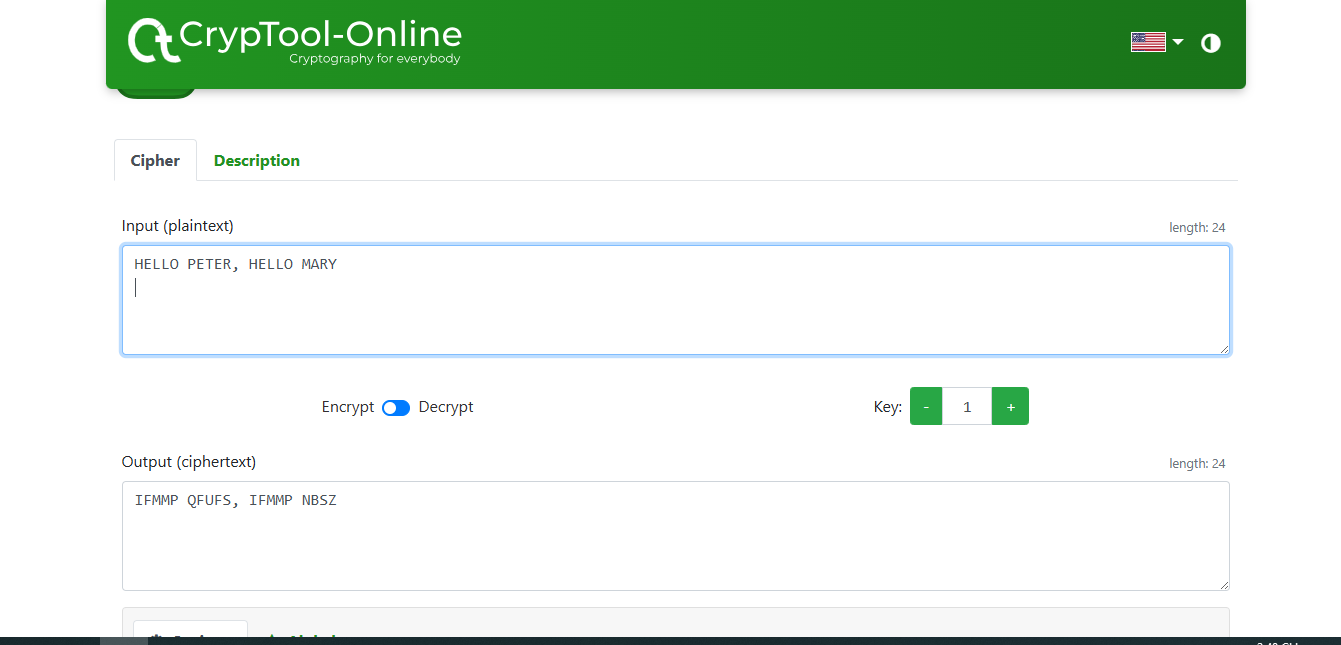 CrypTool-Online
Cryptography for everybody
Cipher
Description
Input (plaintext)
length: 24
HELLO PETER, HELLO MARY
Encrypt
Decrypt
Key:
-
1
+
Output (ciphertext)
length: 24
IFMMP QFUFS, IFMMP NBSZ